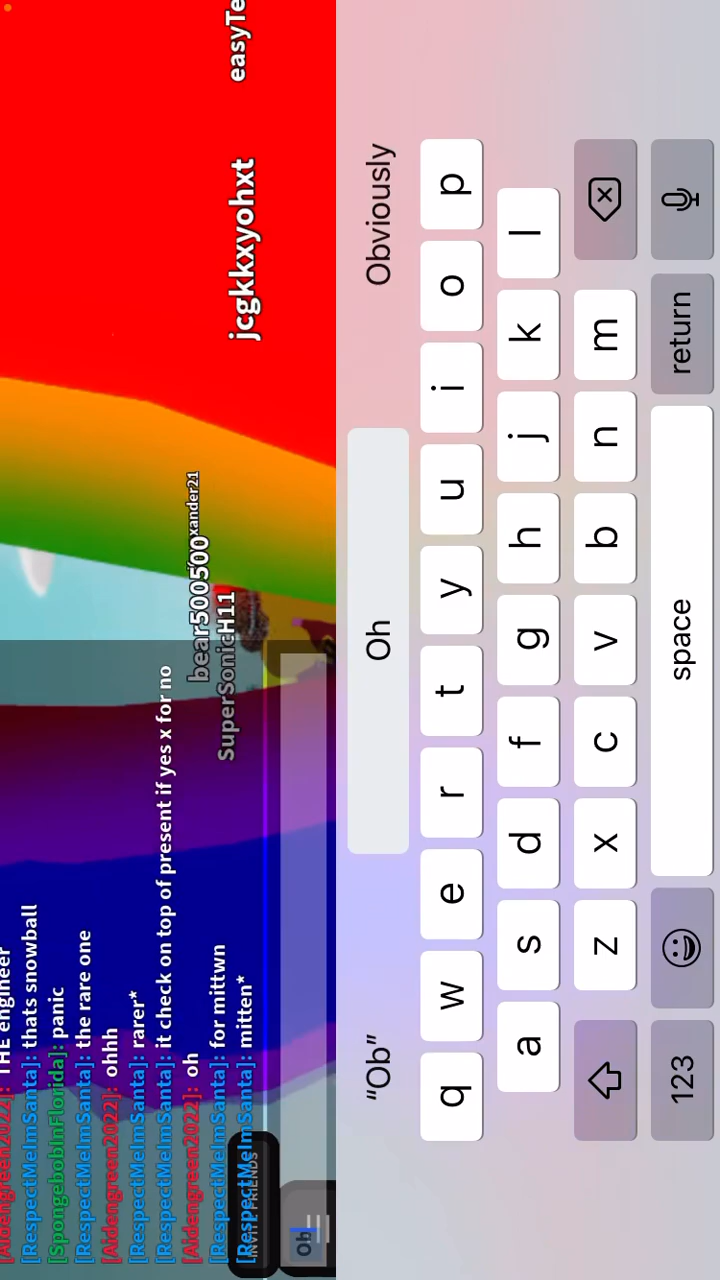 THE engineer
[RespectMeImSanta]: thats snowball
[SpongebobInFlorida]: panic
[RespectMeImSanta]: the rare one
[Aidengreen2022]: ohhh
[RespectMeImSanta]: rarer*
[RespectMeImSanta]: it check on top of present if yes x for no
[Aidengreen2022]: oh
[RespectMeImSanta]: for mittwn
[RespectMeImSanta]: mitten*
INVITE FRIENDS
Ob
bear500500
xander21
SuperSonicH11
jcgkkxyohxt
easyTe
“Ob” Oh Obviously
q w e r t y u i o p
a s d f g h j k l
z x c v b n m
123 space return